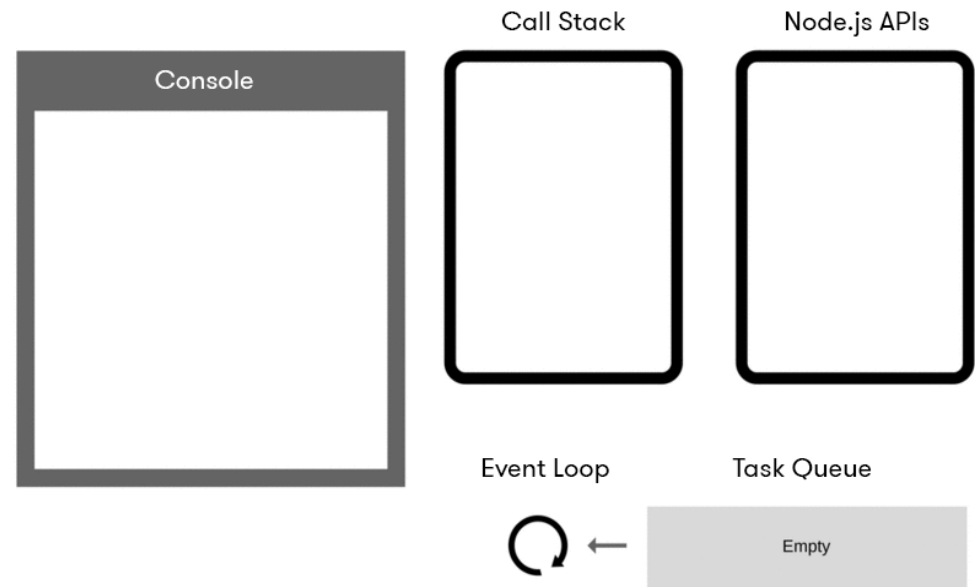 Call Stack
Node.js APIs
Console
Event Loop
Task Queue
Empty